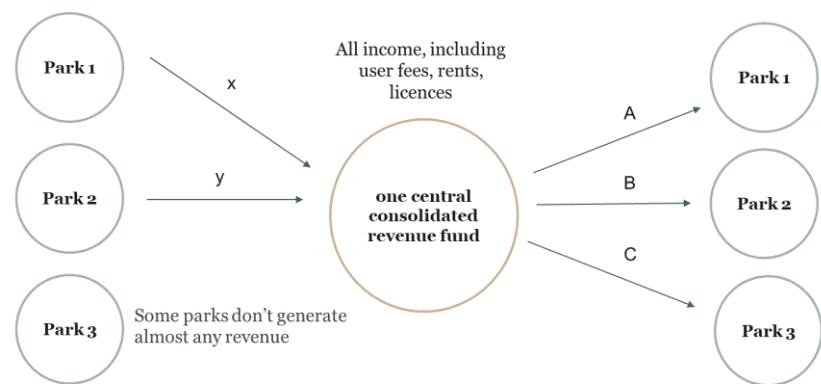 Park 1
x
All income, including
user fees, rents,
licences
Park 1
A
Park 2
y
one central
consolidated
revenue fund
B
Park 2
C
Park 3
Some parks don't generate
almost any revenue
Park 3